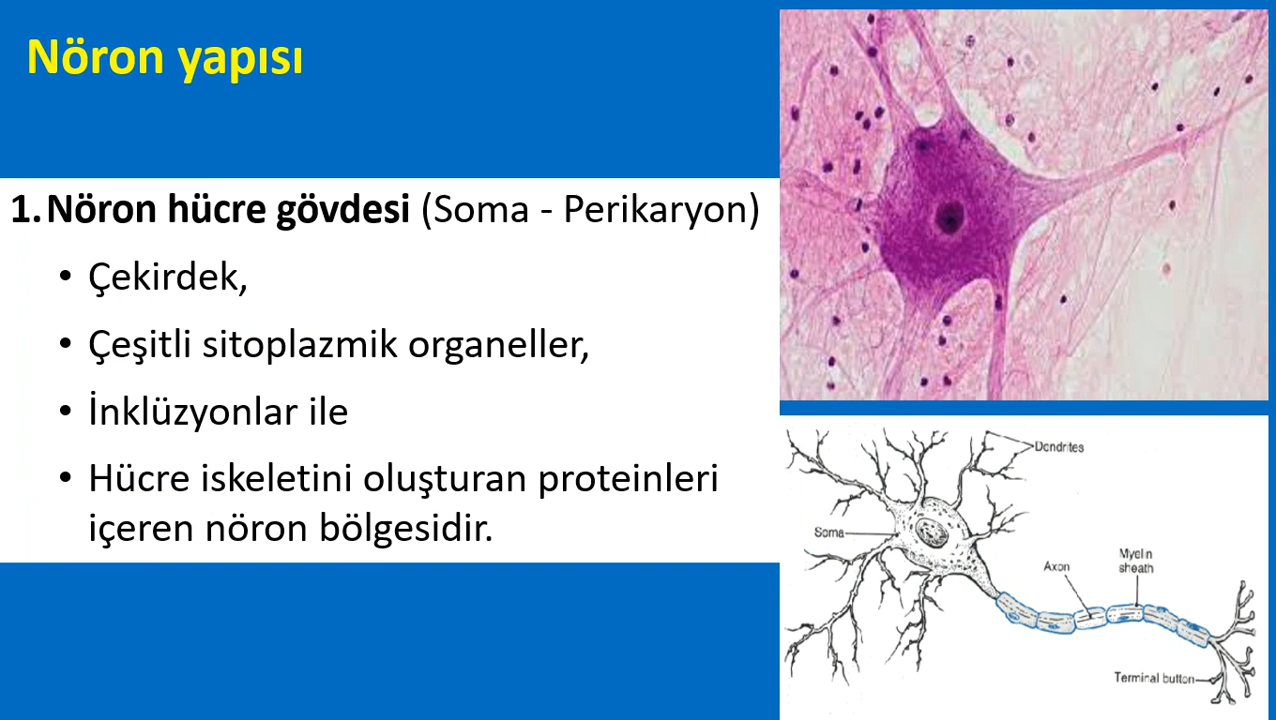 Nöron yapısı
1. Nöron hücre gövdesi (Soma - Perikaryon)
• Çekirdek,
• Çeşitli sitoplazmik organeller,
• İnklüzyonlar ile
• Hücre iskeletini oluşturan proteinleri
içeren nöron bölgesidir.
Dendrites
Soma
Axon
Myelin
sheath
Terminal button